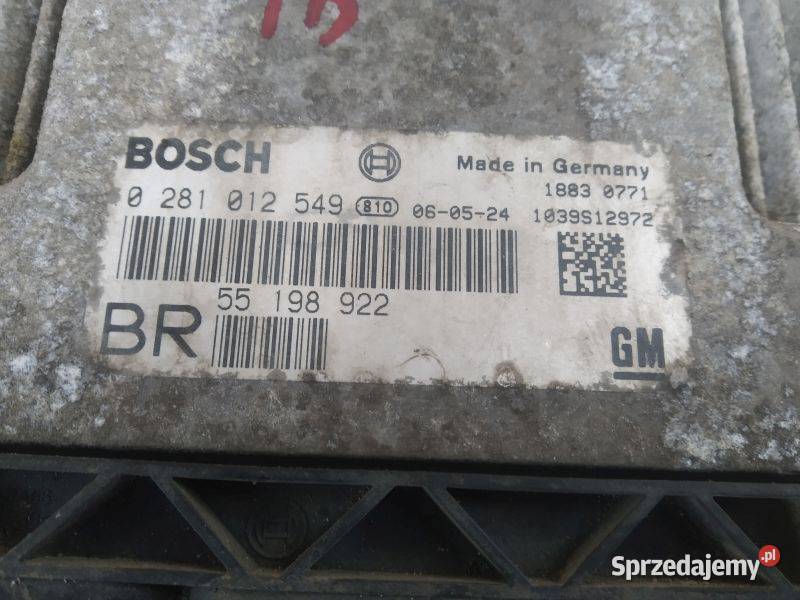 BOSCH
Made in Germany
1883 0771
0 281 012 549 810 06-05-24 1039S12972
55 198 922
BR
GM
Sprzedajemy.pl